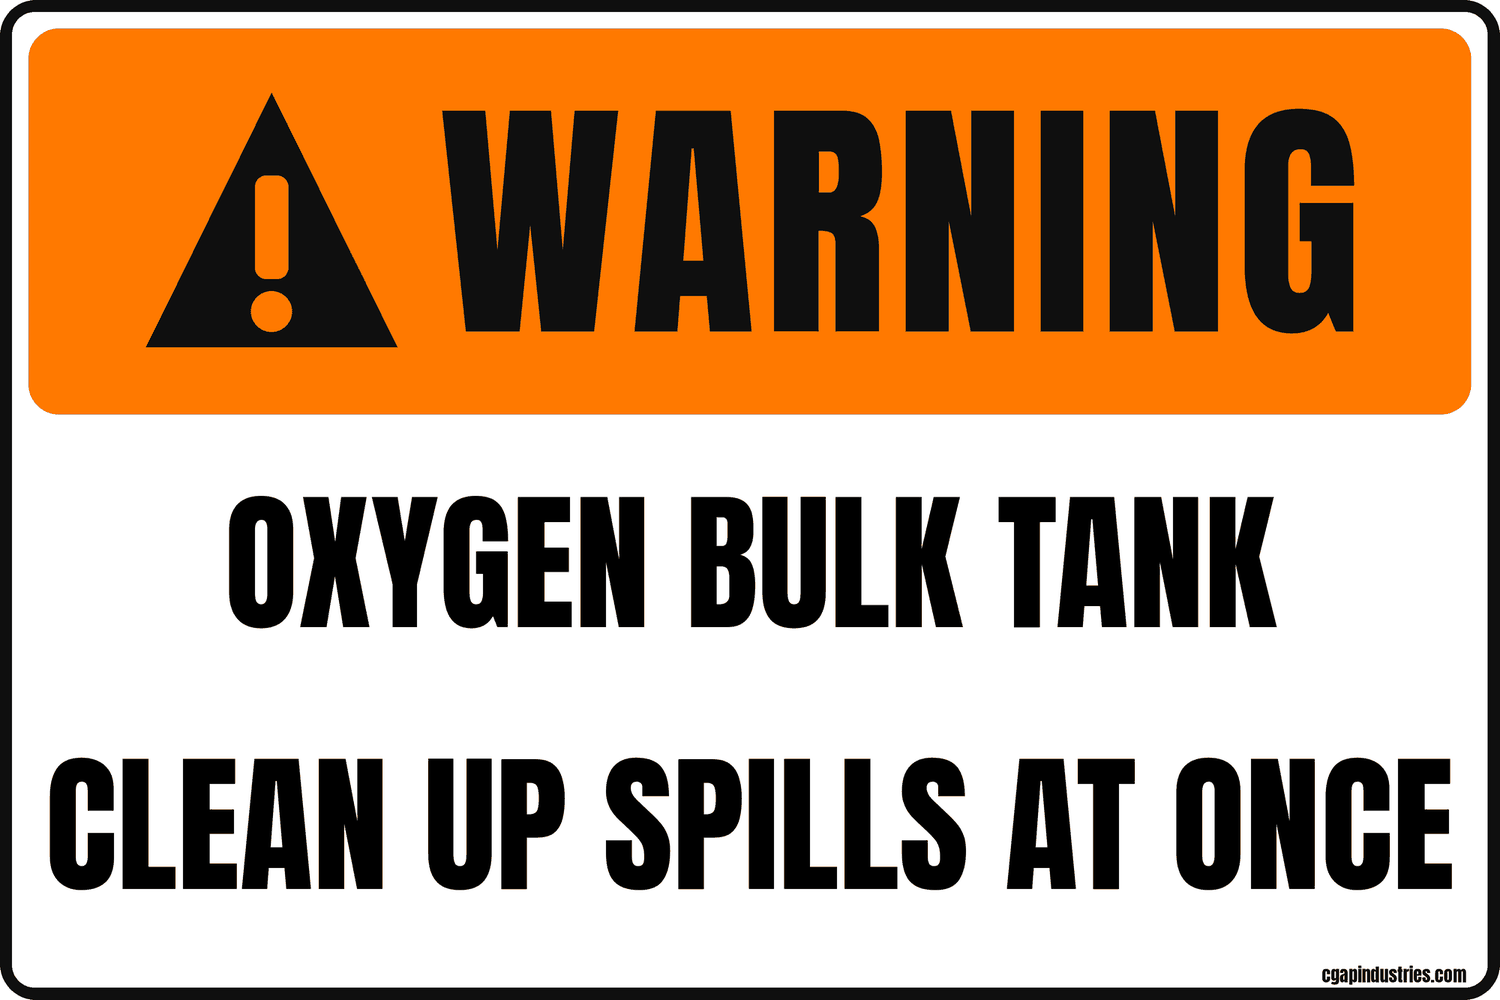 WARNING
OXYGEN BULK TANK
CLEAN UP SPILLS AT ONCE
cgapindustries.com